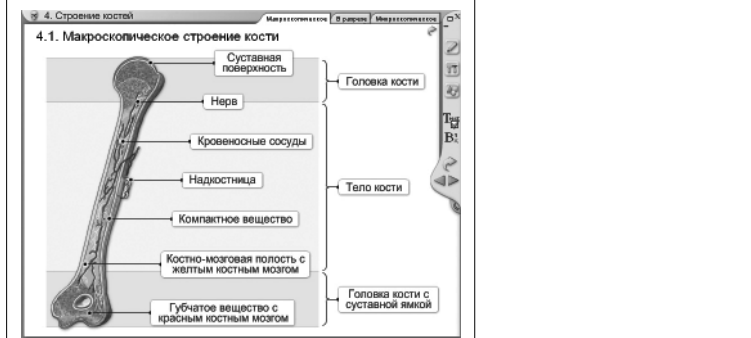 4. Строение костей
Макроскопическое
В разрезе
Микроскопическое
4.1. Макроскопическое строение кости
Суставная
поверхность
Головка кости
Нерв
Кровеносные сосуды
Надкостница
Тело кости
Компактное вещество
Костно-мозговая полость с
желтым костным мозгом
Головка кости с
суставной ямкой
Губчатое вещество с
красным костным мозгом